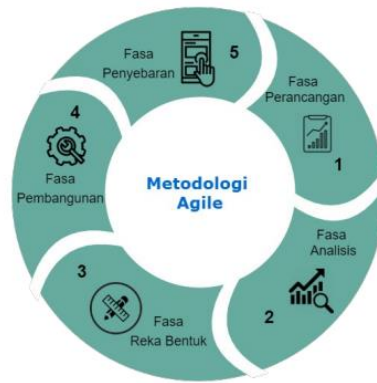 Metodologi
Agile
Fasa
Perancangan
1
Fasa
Analisis
2
3
Fasa
Reka Bentuk
4
Fasa
Pembangunan
Fasa
Penyebaran
5